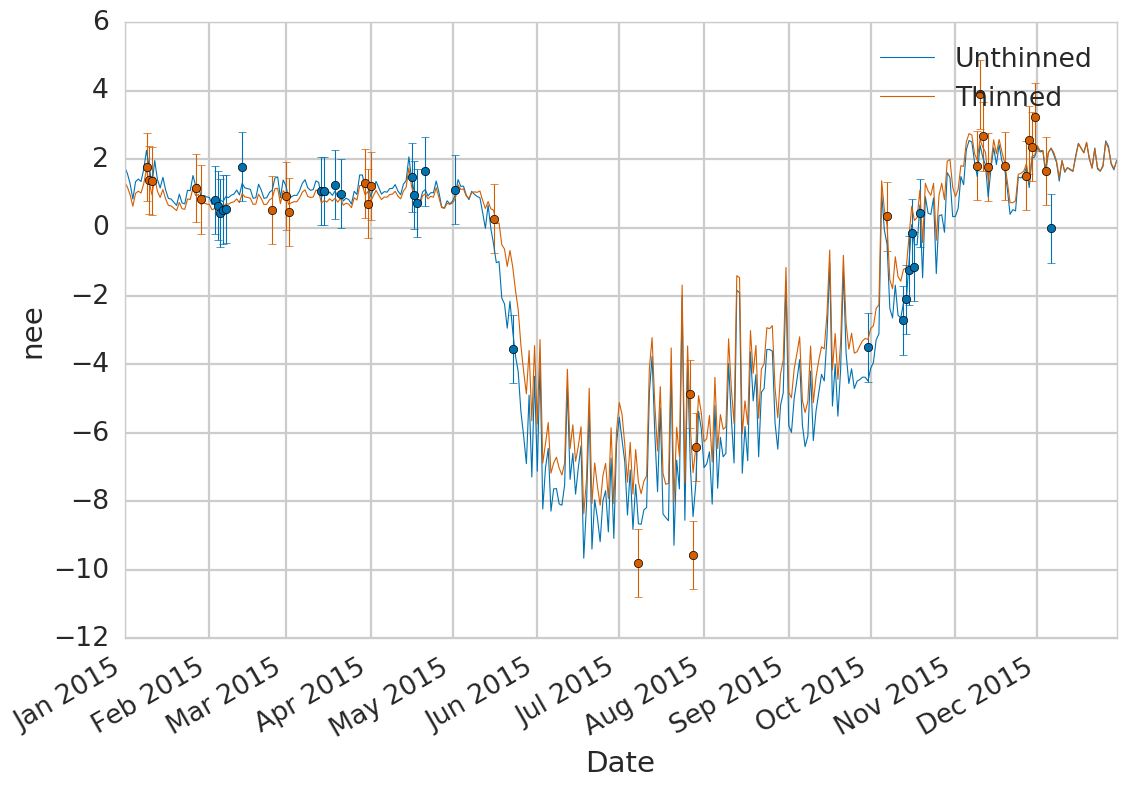 6
4
2
0
−2
−4
−6
−8
−10
−12
nee
Unthinned
Thinned
Jan 2015
Feb 2015
Mar 2015
Apr 2015
May 2015
Jun 2015
Jul 2015
Aug 2015
Sep 2015
Oct 2015
Nov 2015
Dec 2015
Date